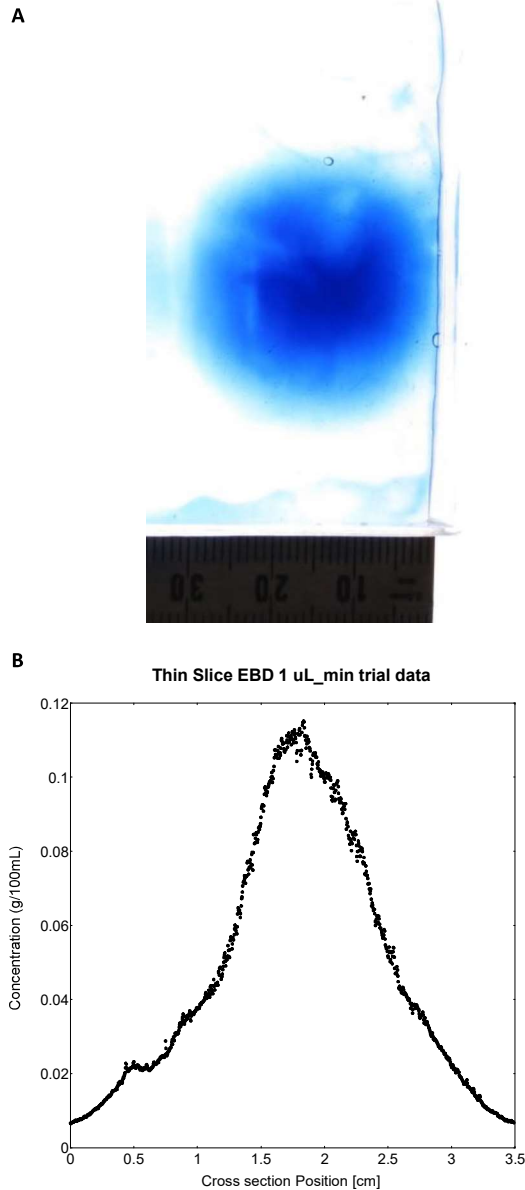 A
30 20 10
B
Thin Slice EBD 1 uL_min trial data
0.12
0.1
0.08
0.06
0.04
0.02
0
Concentration (g/100mL)
0 0.5 1 1.5 2 2.5 3 3.5
Cross section Position [cm]